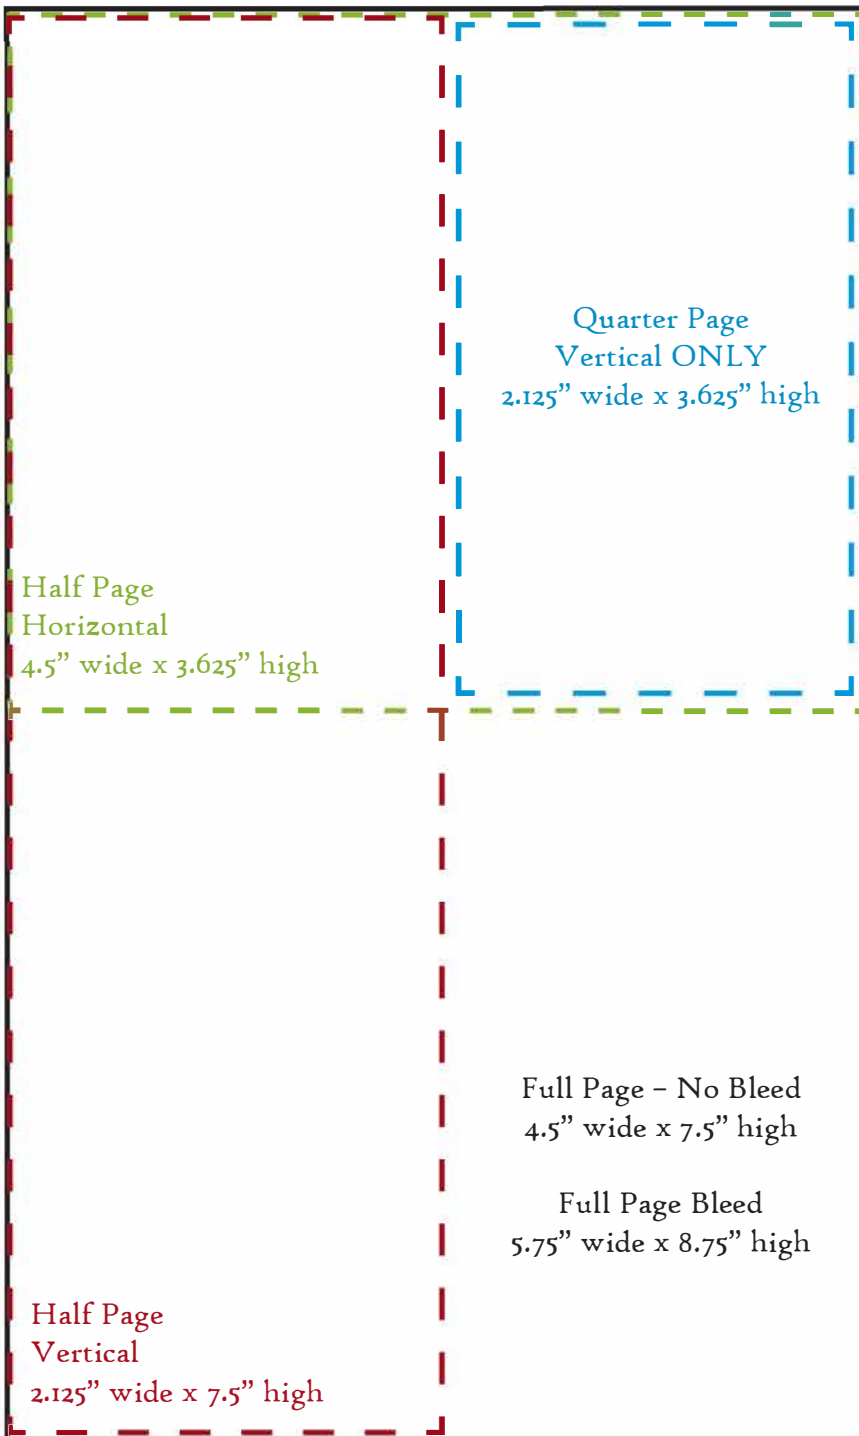 Quarter Page
Vertical ONLY
2.125” wide x 3.625” high
Half Page
Horizontal
4.5” wide x 3.625” high
Full Page – No Bleed
4.5” wide x 7.5” high
Full Page Bleed
5.75” wide x 8.75” high
Half Page
Vertical
2.125” wide x 7.5” high